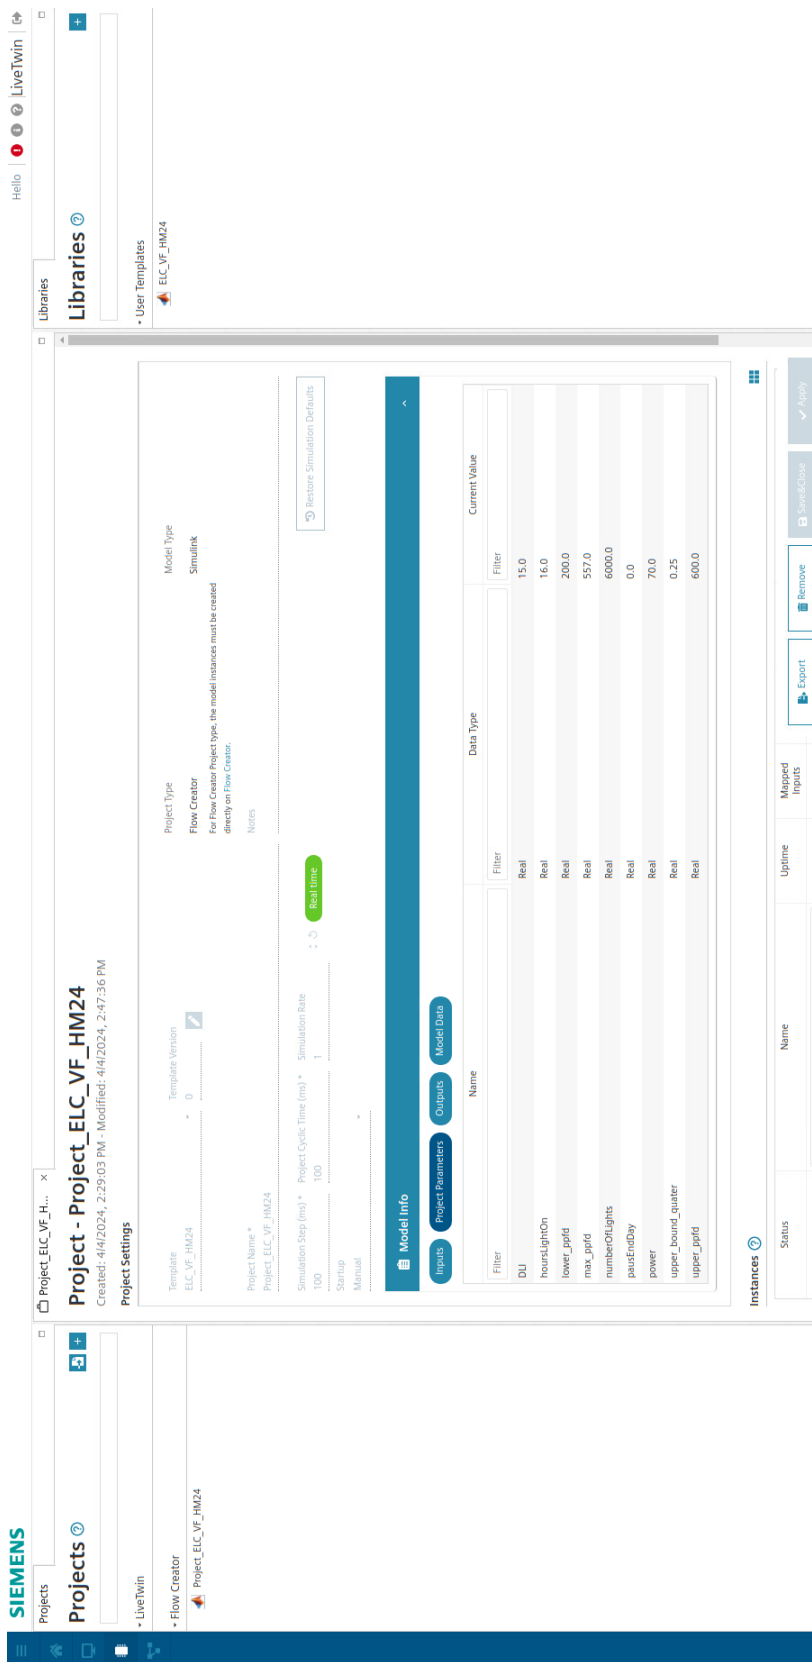 SIEMENS
Hello
LiveTwin
Projects
Projects
LiveTwin
Flow Creator
Project_ELC_VF_HM24
Project_ELC_VF_H... ×
Project - Project_ELC_VF_HM24
Created: 4/4/2024, 2:29:03 PM - Modified: 4/4/2024, 2:47:36 PM
Project Settings
Template
Template Version
Project Type
Model Type
ELC_VF_HM24
0
Flow Creator
Simulink
For Flow Creator Project type, the model instances must be created
directly on Flow Creator.
Project Name *
Notes
Project_ELC_VF_HM24
Simulation Step (ms) *
Project Cyclic Time (ms) *
Simulation Rate
100
100
1
Real time
Restore Simulation Defaults
Startup
Manual
Model Info
Inputs
Project Parameters
Outputs
Model Data
Name
Data Type
Current Value
Filter
Filter
Filter
DLI Real 15.0
hoursLightOn Real 16.0
lower_ppfd Real 200.0
max_ppfd Real 557.0
numberOfLights Real 6000.0
pausEndDay Real 0.0
power Real 70.0
upper_bound_quater Real 0.25
upper_ppfd Real 600.0
Instances
Status
Name
Uptime
Mapped
Inputs
Export
Remove
Save&Close
Apply
Libraries
Libraries
User Templates
ELC_VF_HM24